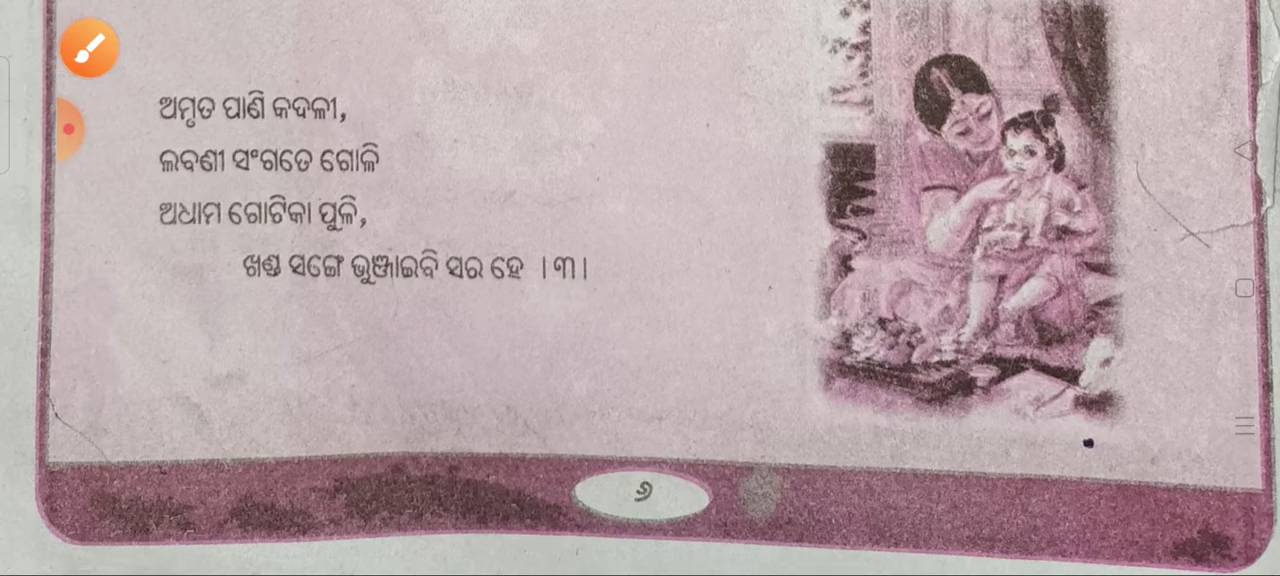 ଅମୃତ ପାଣି କଦଳୀ,
ଲବଣୀ ସଂଗତେ ଗୋଳି
ଅଧାମ ଗୋଟିକା ପୁଳି,
ଖଣ୍ଡ ସଙ୍ଗେ ଭୁଞ୍ଜାଇବି ସର ହେ ।୩।
୬